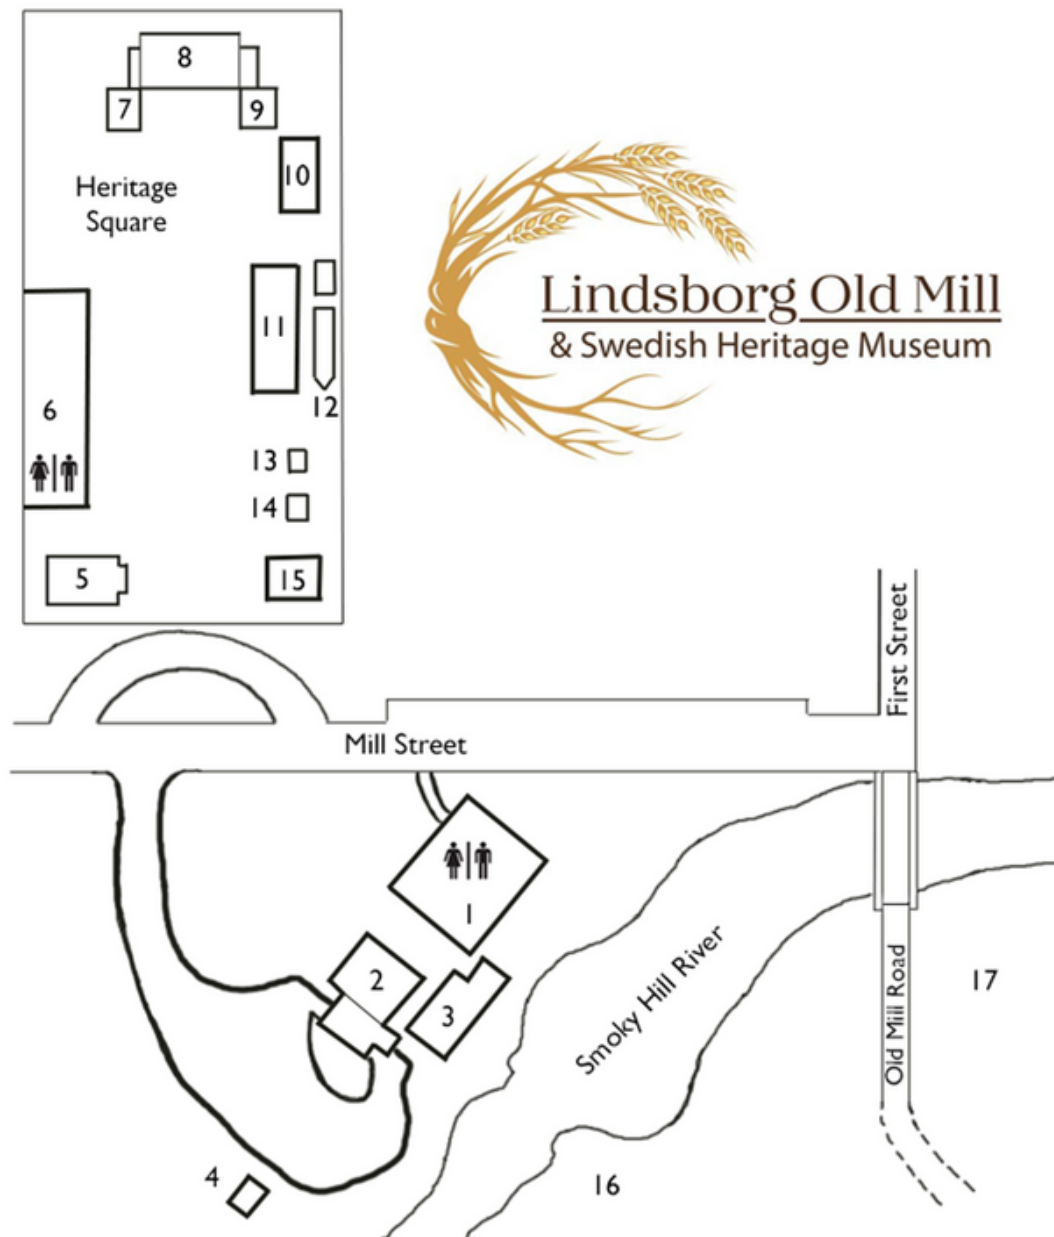 8
7
9
10
Heritage
Square
Lindsborg Old Mill
& Swedish Heritage Museum
11
6
12
13
14
5
15
First Street
Mill Street
1
2
3
Smoky Hill River
Old Mill Road
17
4
16